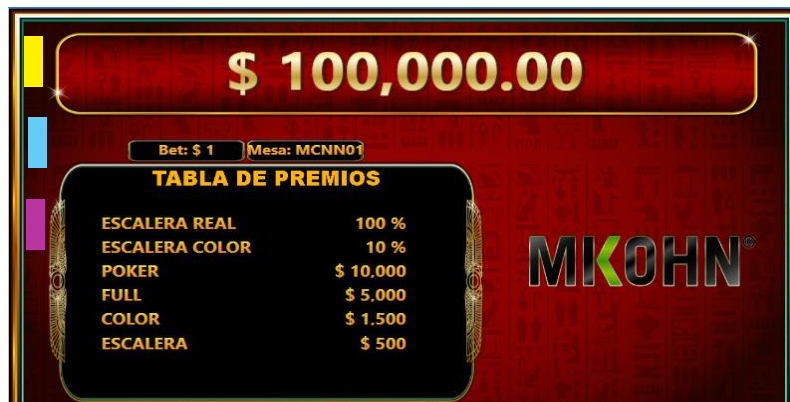 $ 100,000.00
Bet: $ 1 Mesa: MCNN01
TABLA DE PREMIOS
ESCALERA REAL 100 %
ESCALERA COLOR 10 %
POKER $ 10,000
FULL $ 5,000
COLOR $ 1,500
ESCALERA $ 500
MKOHN©